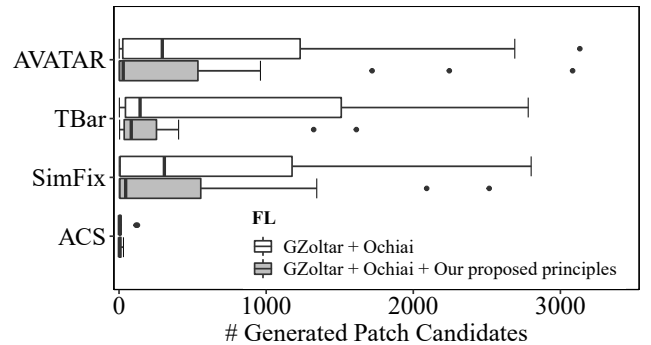 AVATAR
TBar
SimFix
ACS
FL
GZoltar + Ochiai
GZoltar + Ochiai + Our proposed principles
0 1000 2000 3000
# Generated Patch Candidates